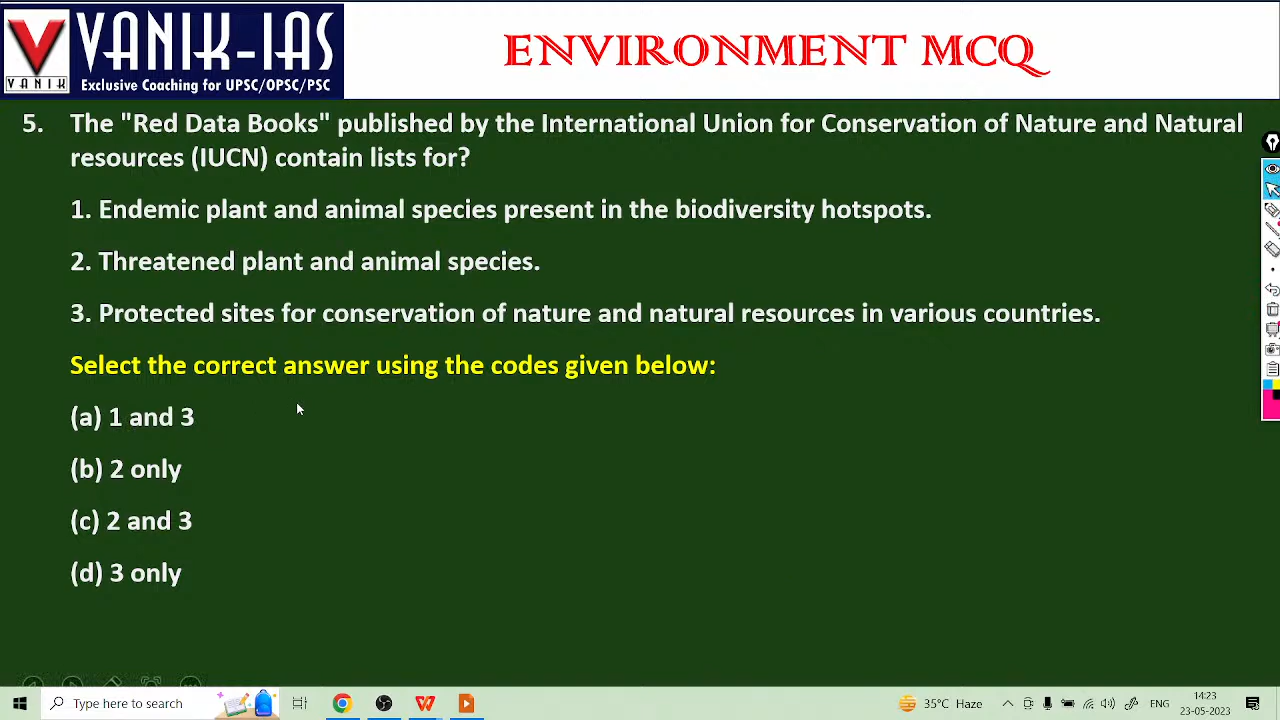 VANIK-IAS
VANIK
Exclusive Coaching for UPSC/OPSC/PSC
ENVIRONMENT MCQ
5. The "Red Data Books" published by the International Union for Conservation of Nature and Natural
resources (IUCN) contain lists for?
1. Endemic plant and animal species present in the biodiversity hotspots.
2. Threatened plant and animal species.
3. Protected sites for conservation of nature and natural resources in various countries.
Select the correct answer using the codes given below:
(a) 1 and 3
(b) 2 only
(c) 2 and 3
(d) 3 only
Type here to search
35°C Haze
ENG
14:23
23-05-2023